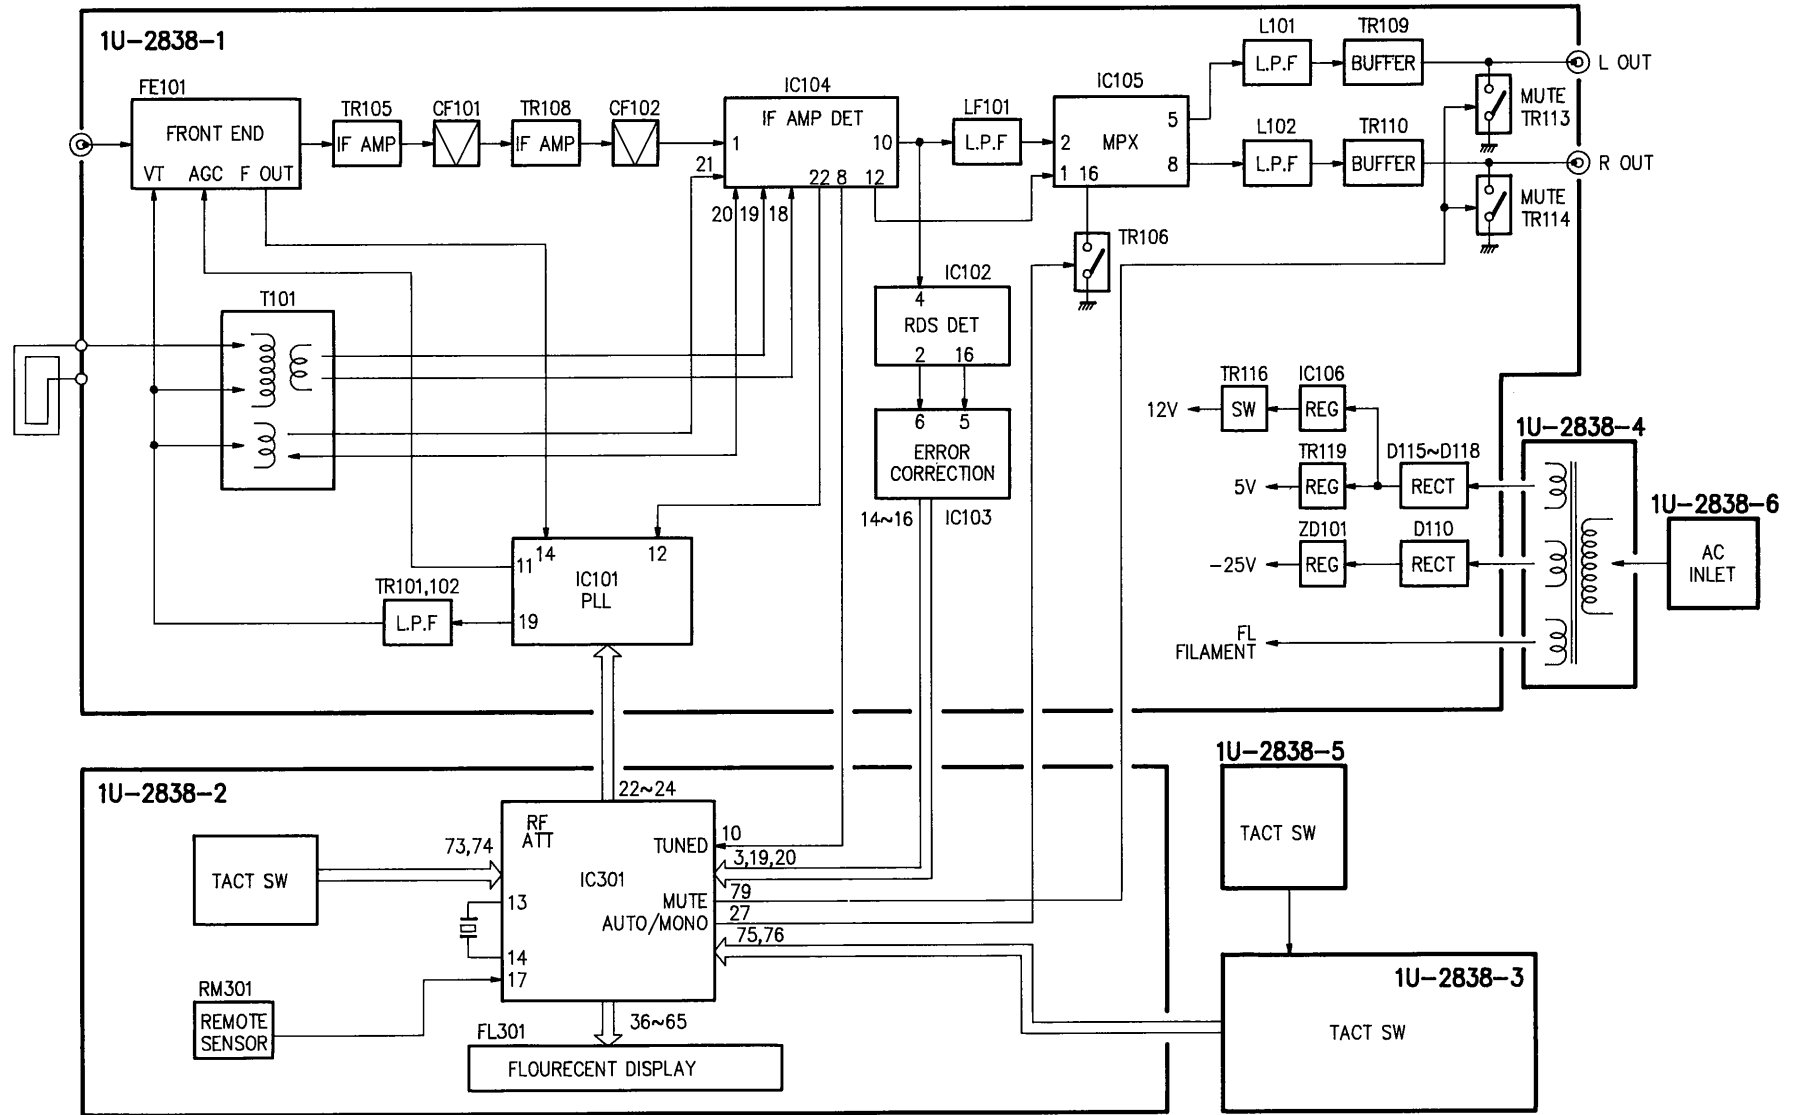 1U-2838-1
FE101
FRONT END
VT AGC F OUT
TR105
IF AMP
CF101
TR108
IF AMP
CF102
IC104
IF AMP DET
1
10
21
22 8 12
20 19 18
LF101
L.P.F
IC105
MPX
2
1 16
5
8
L101
L.P.F
TR109
BUFFER
L OUT
MUTE
TR113
L102
L.P.F
TR110
BUFFER
R OUT
MUTE
TR114
TR106
IC102
4
RDS DET
2 16
6 5
ERROR
CORRECTION
14~16
IC103
T101
11
14
12
IC101
PLL
19
TR101,102
L.P.F
12V
TR116
SW
IC106
REG
5V
TR119
REG
D115~D118
RECT
-25V
ZD101
REG
D110
RECT
FL
FILAMENT
1U-2838-4
1U-2838-6
AC
INLET
1U-2838-2
22~24
RF
ATT
TACT SW
73,74
IC301
TUNED
10
3,19,20
MUTE
79
AUTO/MONO
27
75,76
13
14
17
RM301
REMOTE
SENSOR
36~65
FL301
FLOURECENT DISPLAY
1U-2838-5
TACT SW
1U-2838-3
TACT SW